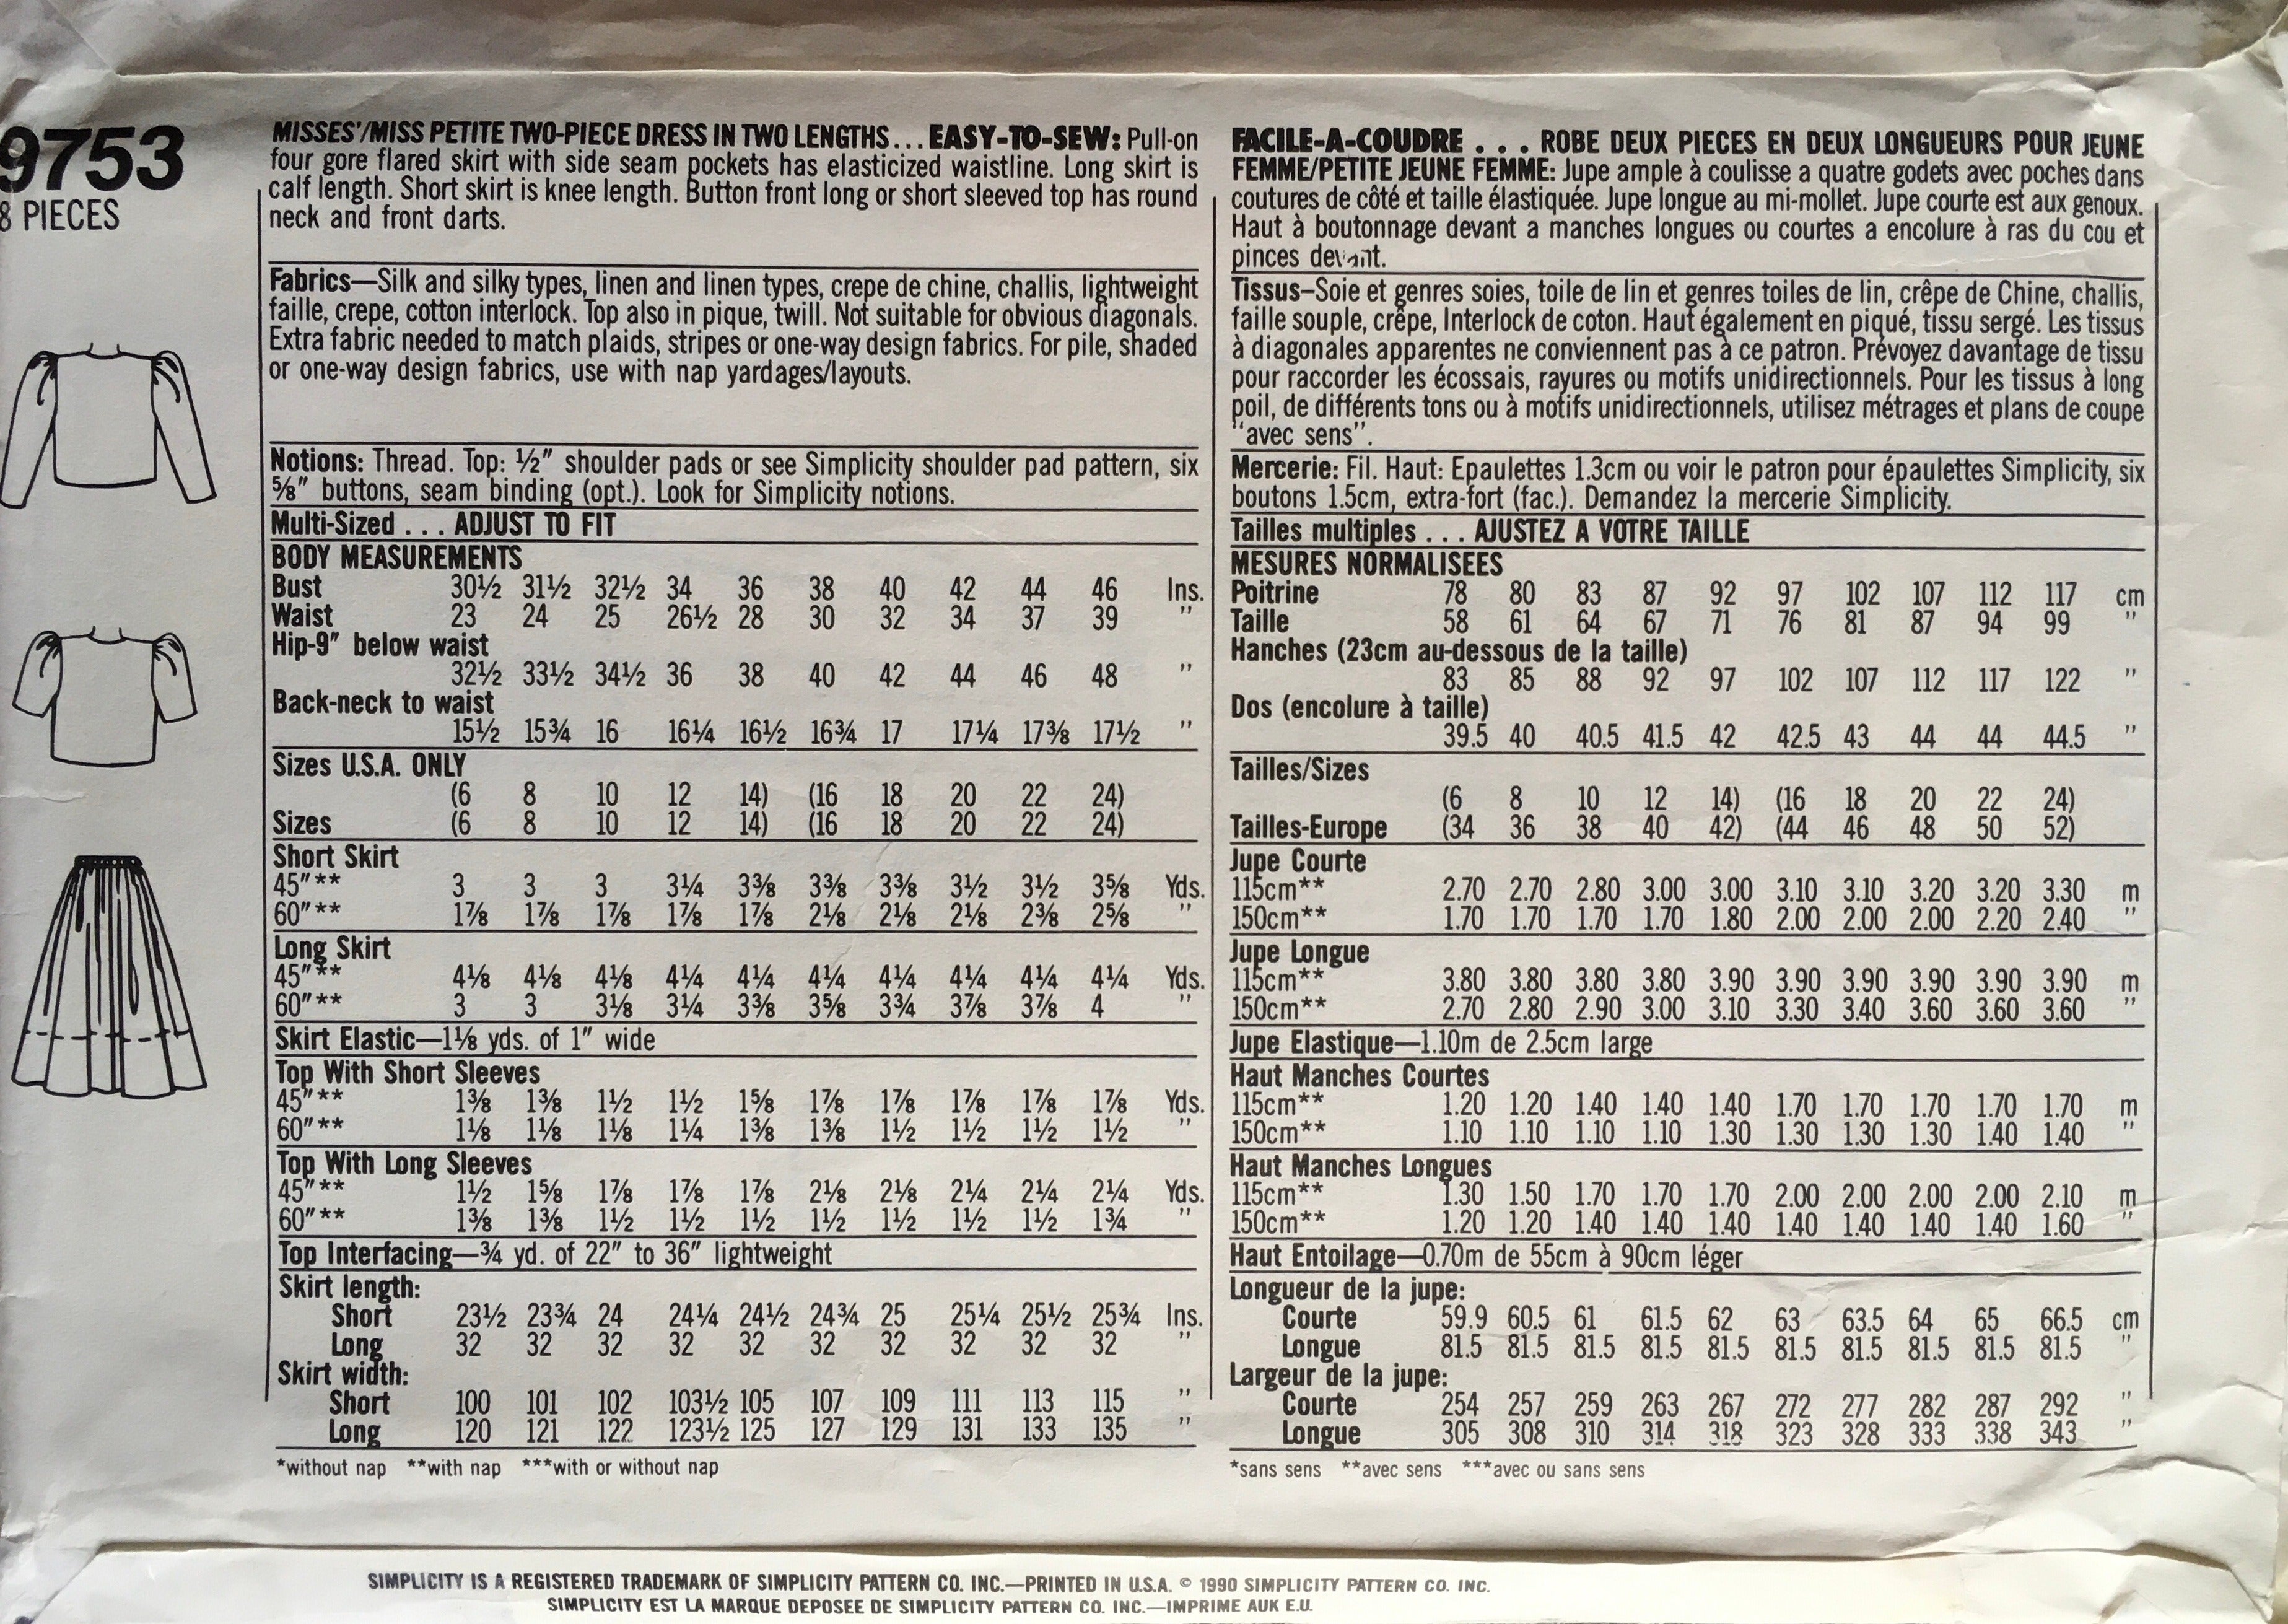 9753
8 PIECES
MISSES'/MISS PETITE TWO-PIECE DRESS IN TWO LENGTHS... EASY-TO-SEW: Pull-on
four gore flared skirt with side seam pockets has elasticized waistline. Long skirt is
calf length. Short skirt is knee length. Button front long or short sleeved top has round
neck and front darts.
Fabrics—Silk and silky types, linen and linen types, crepe de chine, challis, lightweight
faille, crepe, cotton interlock. Top also in pique, twill. Not suitable for obvious diagonals.
Extra fabric needed to match plaids, stripes or one-way design fabrics. For pile, shaded
or one-way design fabrics, use with nap yardages/layouts.
Notions: Thread. Top: ½" shoulder pads or see Simplicity shoulder pad pattern, six
⅝" buttons, seam binding (opt.). Look for Simplicity notions.
Multi-Sized . . . ADJUST TO FIT
BODY MEASUREMENTS
Bust 30½ 31½ 32½ 34 36 38 40 42 44 46 Ins.
Waist 23 24 25 26½ 28 30 32 34 37 39 "
Hip-9" below waist
32½ 33½ 34½ 36 38 40 42 44 46 48 "
Back-neck to waist
15½ 15¾ 16 16¼ 16½ 16¾ 17 17¼ 17⅜ 17½ "
Sizes U.S.A. ONLY
(6 8 10 12 14) (16 18 20 22 24)
Sizes (6 8 10 12 14) (16 18 20 22 24)
Short Skirt
45"** 3 3 3 3¼ 3⅜ 3⅜ 3⅜ 3½ 3½ 3⅝ Yds.
60"** 1⅞ 1⅞ 1⅞ 1⅞ 1⅞ 2⅛ 2⅛ 2⅛ 2⅜ 2⅝ "
Long Skirt
45"** 4⅛ 4⅛ 4⅛ 4¼ 4¼ 4¼ 4¼ 4¼ 4¼ 4¼ Yds.
60"** 3 3 3⅛ 3¼ 3⅜ 3⅝ 3¾ 3⅞ 3⅞ 4 "
Skirt Elastic—1⅛ yds. of 1" wide
Top With Short Sleeves
45"** 1⅜ 1⅜ 1½ 1½ 1⅝ 1⅞ 1⅞ 1⅞ 1⅞ 1⅞ Yds.
60"** 1⅛ 1⅛ 1⅛ 1¼ 1⅜ 1⅜ 1½ 1½ 1½ 1½ "
Top With Long Sleeves
45"** 1½ 1⅝ 1⅞ 1⅞ 1⅞ 2⅛ 2⅛ 2¼ 2¼ 2¼ Yds.
60"** 1⅜ 1⅜ 1½ 1½ 1½ 1½ 1½ 1½ 1½ 1¾ "
Top Interfacing—¾ yd. of 22" to 36" lightweight
Skirt length:
Short 23½ 23¾ 24 24¼ 24½ 24¾ 25 25¼ 25½ 25¾ Ins.
Long 32 32 32 32 32 32 32 32 32 32 "
Skirt width:
Short 100 101 102 103½ 105 107 109 111 113 115 "
Long 120 121 122 123½ 125 127 129 131 133 135 "
*without nap **with nap ***with or without nap
FACILE-A-COUDRE . . . ROBE DEUX PIECES EN DEUX LONGUEURS POUR JEUNE
FEMME/PETITE JEUNE FEMME: Jupe ample à coulisse a quatre godets avec poches dans
coutures de côté et taille élastiquée. Jupe longue au mi-mollet. Jupe courte est aux genoux.
Haut à boutonnage devant a manches longues ou courtes a encolure à ras du cou et
pinces devant.
Tissus—Soie et genres soies, toile de lin et genres toiles de lin, crêpe de Chine, challis,
faille souple, crêpe, Interlock de coton. Haut également en piqué, tissu sergé. Les tissus
à diagonales apparentes ne conviennent pas à ce patron. Prévoyez davantage de tissu
pour raccorder les écossais, rayures ou motifs unidirectionnels. Pour les tissus à long
poil, de différents tons ou à motifs unidirectionnels, utilisez métrages et plans de coupe
"avec sens".
Mercerie: Fil. Haut: Epaulettes 1.3cm ou voir le patron pour épaulettes Simplicity, six
boutons 1.5cm, extra-fort (fac.). Demandez la mercerie Simplicity.
Tailles multiples . . . AJUSTEZ A VOTRE TAILLE
MESURES NORMALISEES
Poitrine 78 80 83 87 92 97 102 107 112 117 cm
Taille 58 61 64 67 71 76 81 87 94 99 "
Hanches (23cm au-dessous de la taille)
83 85 88 92 97 102 107 112 117 122 "
Dos (encolure à taille)
39.5 40 40.5 41.5 42 42.5 43 44 44 44.5 "
Tailles/Sizes
(6 8 10 12 14) (16 18 20 22 24)
Tailles-Europe (34 36 38 40 42) (44 46 48 50 52)
Jupe Courte
115cm** 2.70 2.70 2.80 3.00 3.00 3.10 3.10 3.20 3.20 3.30 m
150cm** 1.70 1.70 1.70 1.70 1.80 2.00 2.00 2.00 2.20 2.40 "
Jupe Longue
115cm** 3.80 3.80 3.80 3.80 3.90 3.90 3.90 3.90 3.90 3.90 m
150cm** 2.70 2.80 2.90 3.00 3.10 3.30 3.40 3.60 3.60 3.60 "
Jupe Elastique—1.10m de 2.5cm large
Haut Manches Courtes
115cm** 1.20 1.20 1.40 1.40 1.40 1.70 1.70 1.70 1.70 1.70 m
150cm** 1.10 1.10 1.10 1.10 1.30 1.30 1.30 1.30 1.40 1.40 "
Haut Manches Longues
115cm** 1.30 1.50 1.70 1.70 1.70 2.00 2.00 2.00 2.00 2.10 m
150cm** 1.20 1.20 1.40 1.40 1.40 1.40 1.40 1.40 1.40 1.60 "
Haut Entoilage—0.70m de 55cm à 90cm léger
Longueur de la jupe:
Courte 59.9 60.5 61 61.5 62 63 63.5 64 65 66.5 cm
Longue 81.5 81.5 81.5 81.5 81.5 81.5 81.5 81.5 81.5 81.5 "
Largeur de la jupe:
Courte 254 257 259 263 267 272 277 282 287 292 "
Longue 305 308 310 314 318 323 328 333 338 343 "
*sans sens **avec sens ***avec ou sans sens
SIMPLICITY IS A REGISTERED TRADEMARK OF SIMPLICITY PATTERN CO. INC.—PRINTED IN U.S.A. © 1990 SIMPLICITY PATTERN CO. INC.
SIMPLICITY EST LA MARQUE DEPOSEE DE SIMPLICITY PATTERN CO. INC.—IMPRIME AUK E.U.